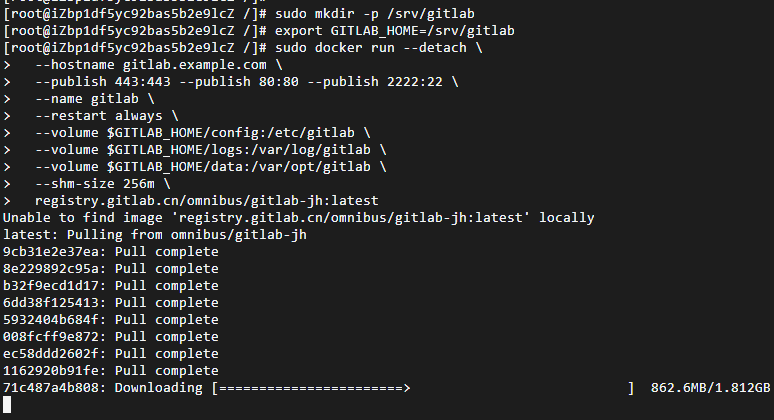 [root@iZbp1df5yc92bas5b2e9lcZ /]# sudo mkdir -p /srv/gitlab
[root@iZbp1df5yc92bas5b2e9lcZ /]# export GITLAB_HOME=/srv/gitlab
[root@iZbp1df5yc92bas5b2e9lcZ /]# sudo docker run --detach \
>   --hostname gitlab.example.com \
>   --publish 443:443 --publish 80:80 --publish 2222:22 \
>   --name gitlab \
>   --restart always \
>   --volume $GITLAB_HOME/config:/etc/gitlab \
>   --volume $GITLAB_HOME/logs:/var/log/gitlab \
>   --volume $GITLAB_HOME/data:/var/opt/gitlab \
>   --shm-size 256m \
>   registry.gitlab.cn/omnibus/gitlab-jh:latest
Unable to find image 'registry.gitlab.cn/omnibus/gitlab-jh:latest' locally
latest: Pulling from omnibus/gitlab-jh
9cb31e2e37ea: Pull complete
8e229892c95a: Pull complete
b32f9ecd1d17: Pull complete
6dd38f125413: Pull complete
5932404b684f: Pull complete
008fcff9e872: Pull complete
ec58ddd2602f: Pull complete
1162920b91fe: Pull complete
71c487a4b808: Downloading [=======================>                           ]  862.6MB/1.812GB